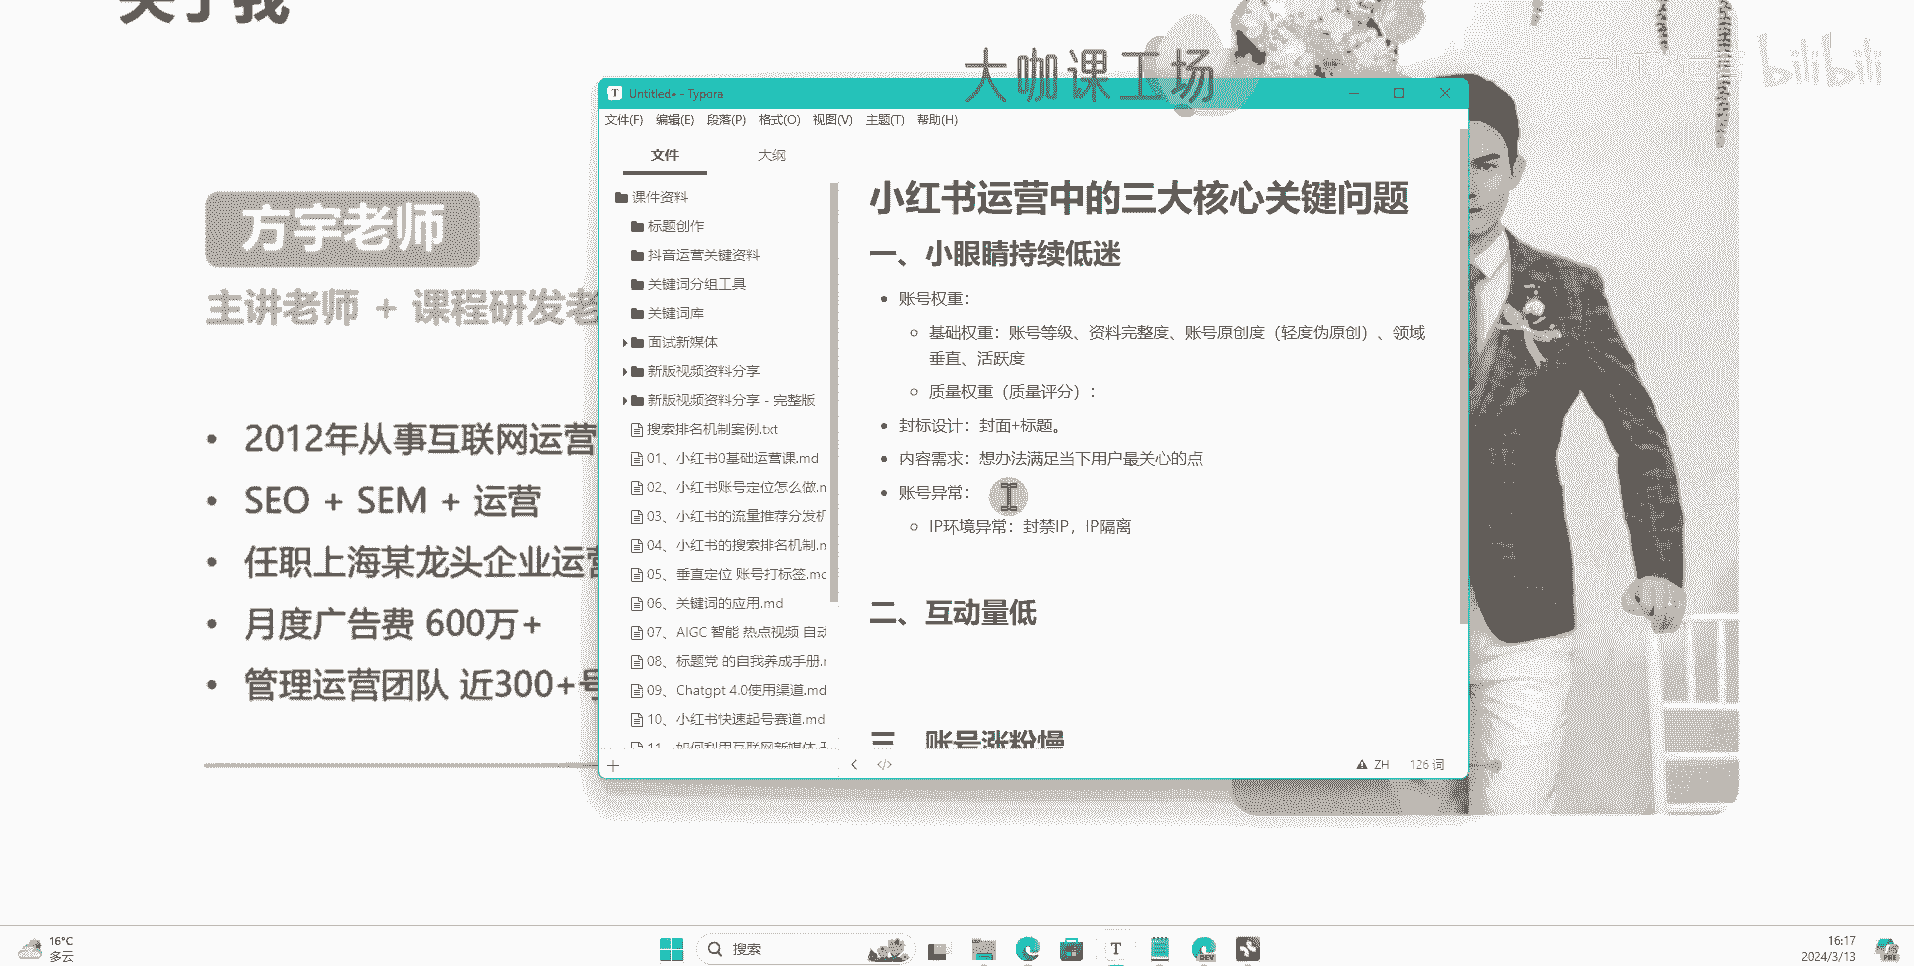 关于我
大咖课工场
bilibili
方宇老师
主讲老师 + 课程研发老
2012年从事互联网运营
SEO + SEM + 运营
任职上海某龙头企业运营
月度广告费 600万+
管理运营团队 近300+号
Untitled• - Typora
文件(F) 编辑(E) 段落(P) 格式(O) 视图(V) 主题(T) 帮助(H)
文件 大纲
课件资料
标题创作
抖音运营关键资料
关键词分组工具
关键词库
面试新媒体
新版视频资料分享
新版视频资料分享 - 完整版
搜索排名机制案例.txt
01、小红书0基础运营课.md
02、小红书账号定位怎么做.n
03、小红书的流量推荐分发机
04、小红书的搜索排名机制.n
05、垂直定位 账号打标签.mc
06、关键词的应用.md
07、AIGC 智能 热点视频 自动
08、标题党 的自我养成手册.r
09、Chatgpt 4.0使用渠道.md
10、小红书快速起号赛道.md
11、如何利用互联网新媒体
小红书运营中的三大核心关键问题
一、小眼睛持续低迷
账号权重：
基础权重：账号等级、资料完整度、账号原创度（轻度伪原创）、领域
垂直、活跃度
质量权重（质量评分）：
封标设计：封面+标题。
内容需求：想办法满足当下用户最关心的点
账号异常：
IP环境异常：封禁IP，IP隔离
二、互动量低
三、账号涨粉慢
ZH 126 词
16°C
多云
搜索
16:17
2024/3/13